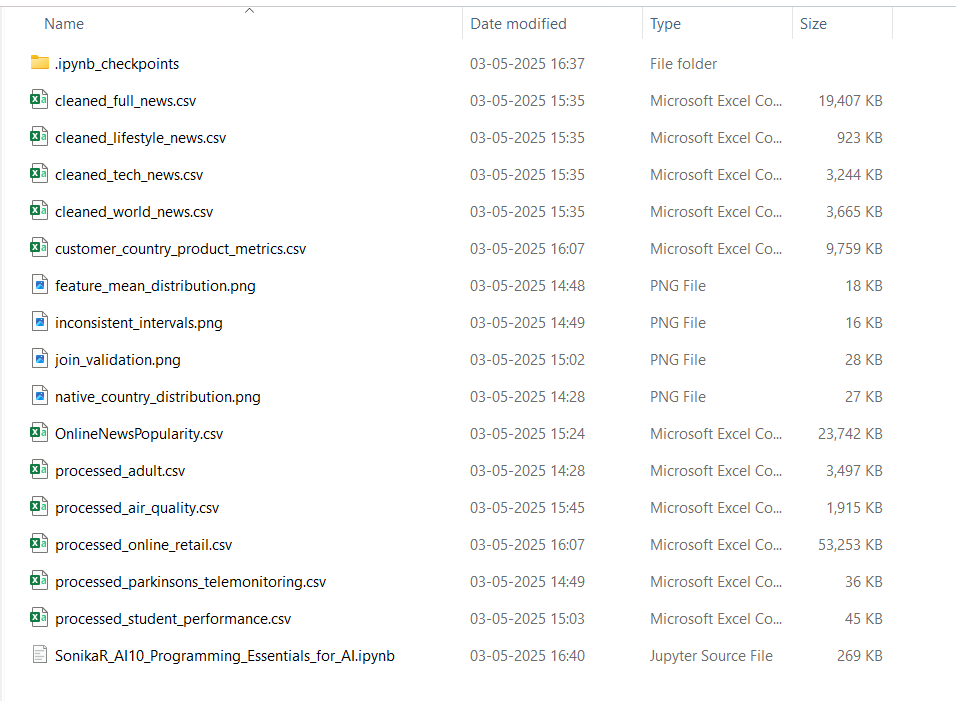 Name Date modified Type Size
.ipynb_checkpoints 03-05-2025 16:37 File folder
cleaned_full_news.csv 03-05-2025 15:35 Microsoft Excel Co... 19,407 KB
cleaned_lifestyle_news.csv 03-05-2025 15:35 Microsoft Excel Co... 923 KB
cleaned_tech_news.csv 03-05-2025 15:35 Microsoft Excel Co... 3,244 KB
cleaned_world_news.csv 03-05-2025 15:35 Microsoft Excel Co... 3,665 KB
customer_country_product_metrics.csv 03-05-2025 16:07 Microsoft Excel Co... 9,759 KB
feature_mean_distribution.png 03-05-2025 14:48 PNG File 18 KB
inconsistent_intervals.png 03-05-2025 14:49 PNG File 16 KB
join_validation.png 03-05-2025 15:02 PNG File 28 KB
native_country_distribution.png 03-05-2025 14:28 PNG File 27 KB
OnlineNewsPopularity.csv 03-05-2025 15:24 Microsoft Excel Co... 23,742 KB
processed_adult.csv 03-05-2025 14:28 Microsoft Excel Co... 3,497 KB
processed_air_quality.csv 03-05-2025 15:45 Microsoft Excel Co... 1,915 KB
processed_online_retail.csv 03-05-2025 16:07 Microsoft Excel Co... 53,253 KB
processed_parkinsons_telemonitoring.csv 03-05-2025 14:49 Microsoft Excel Co... 36 KB
processed_student_performance.csv 03-05-2025 15:03 Microsoft Excel Co... 45 KB
SonikaR_AI10_Programming_Essentials_for_AI.ipynb 03-05-2025 16:40 Jupyter Source File 269 KB